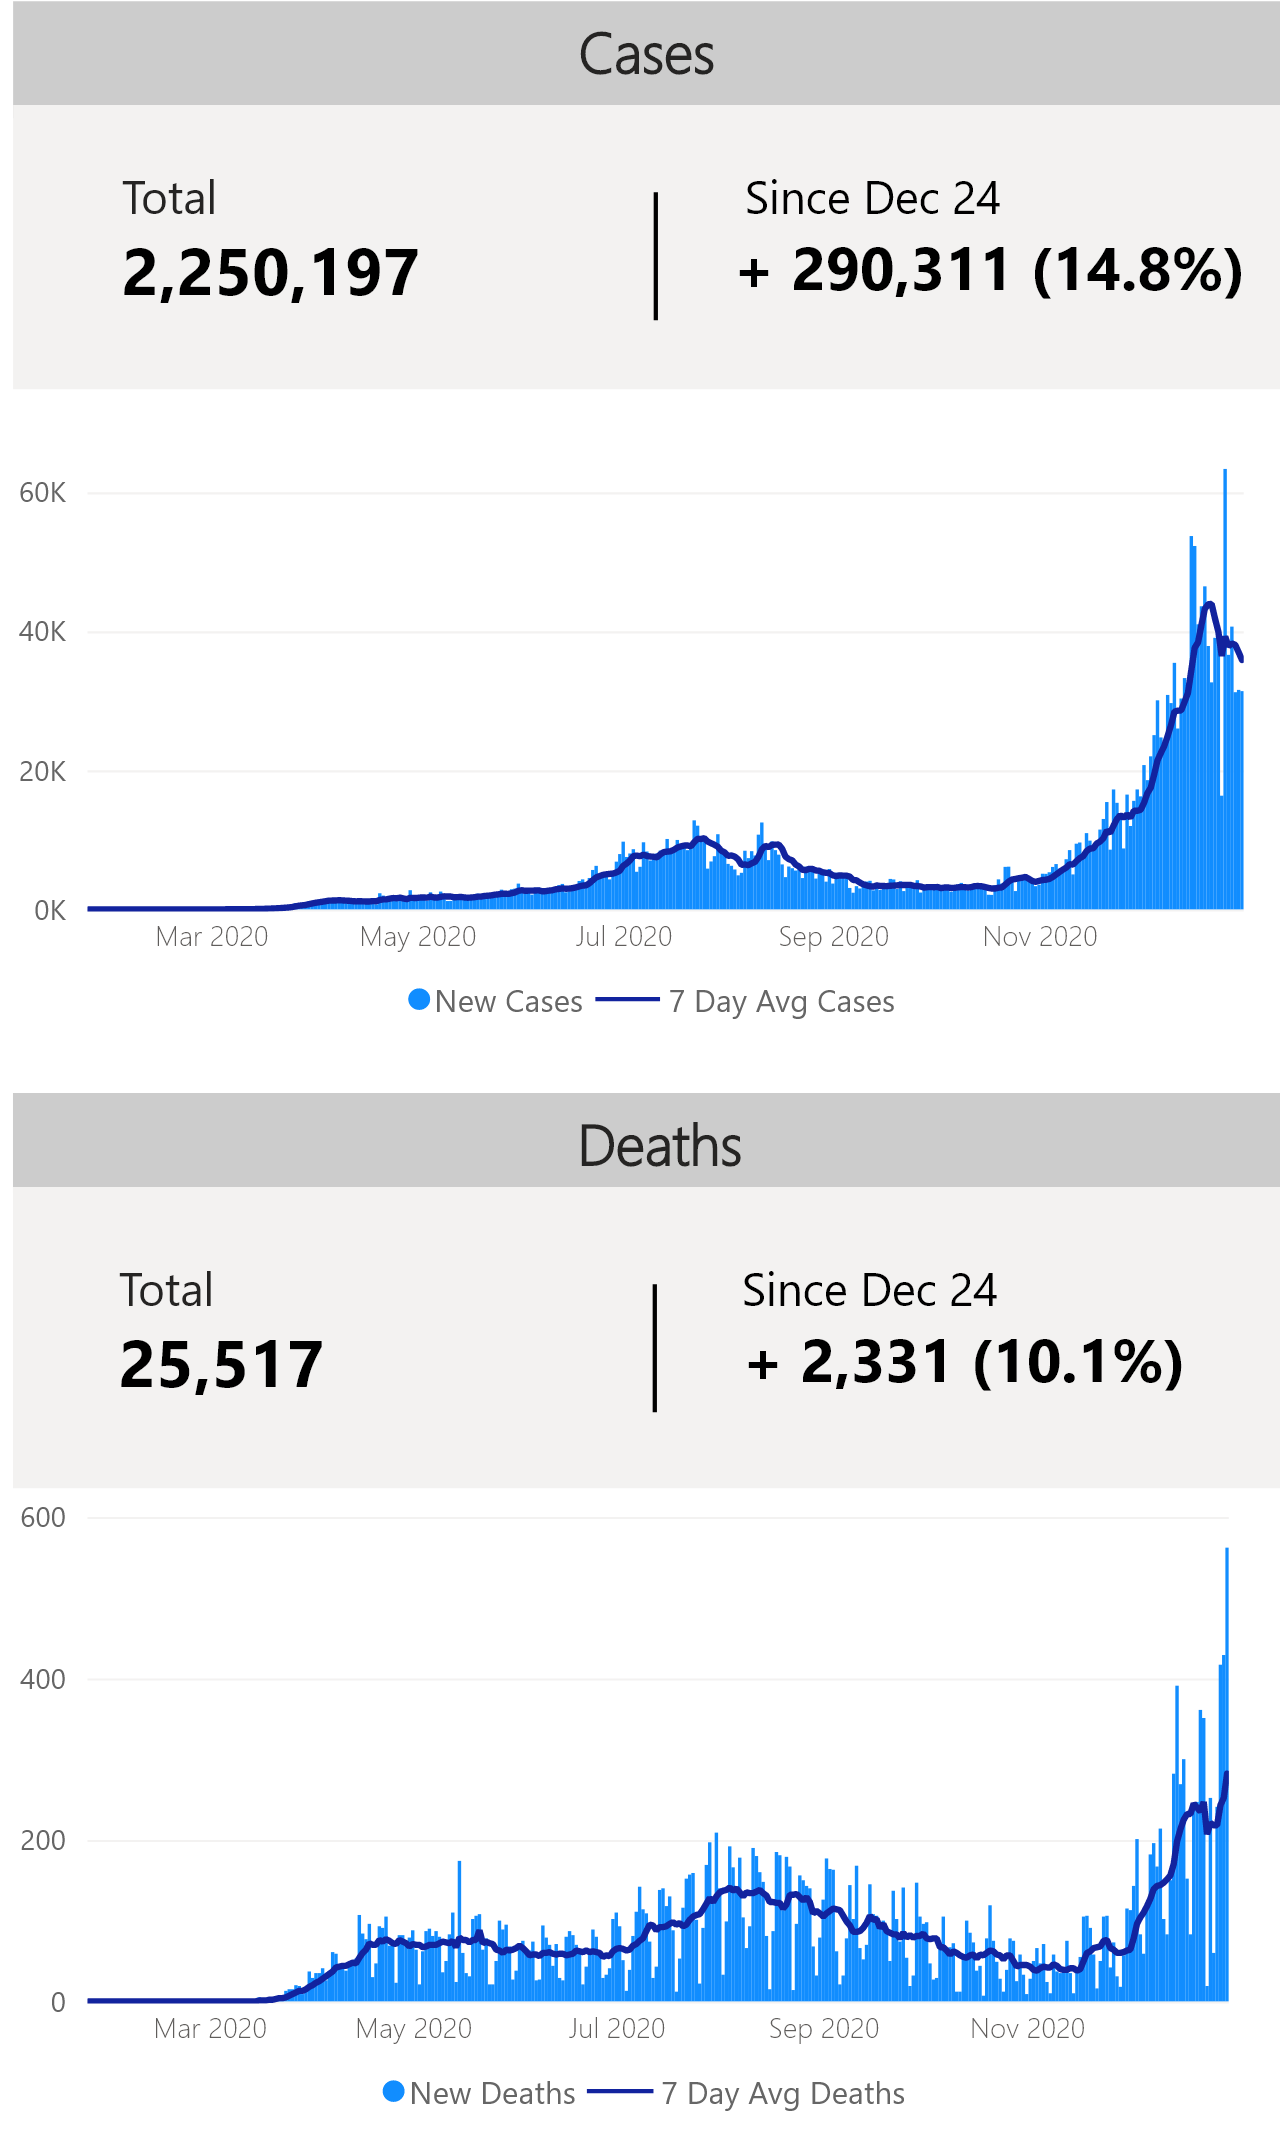 Cases
Total
Since Dec 24
2,250,197
+ 290,311 (14.8%)
60K
40K
20K
0K
Mar 2020
May 2020
Jul 2020
Sep 2020
Nov 2020
New Cases
7 Day Avg Cases
Deaths
Total
Since Dec 24
25,517
+ 2,331 (10.1%)
600
400
200
0
Mar 2020
May 2020
Jul 2020
Sep 2020
Nov 2020
New Deaths
7 Day Avg Deaths